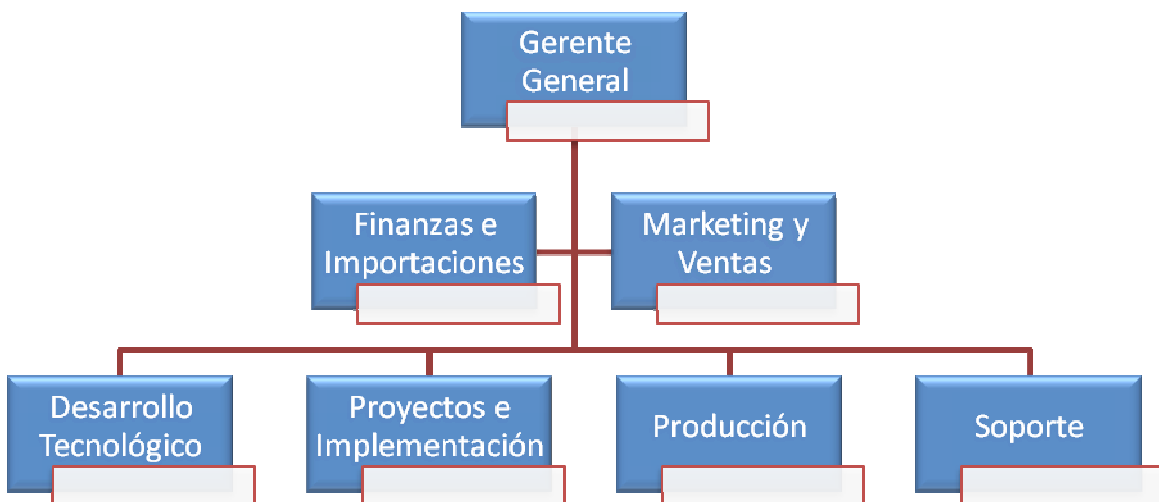 Gerente
General
Finanzas e
Importaciones
Marketing y
Ventas
Desarrollo
Tecnológico
Proyectos e
Implementación
Producción
Soporte